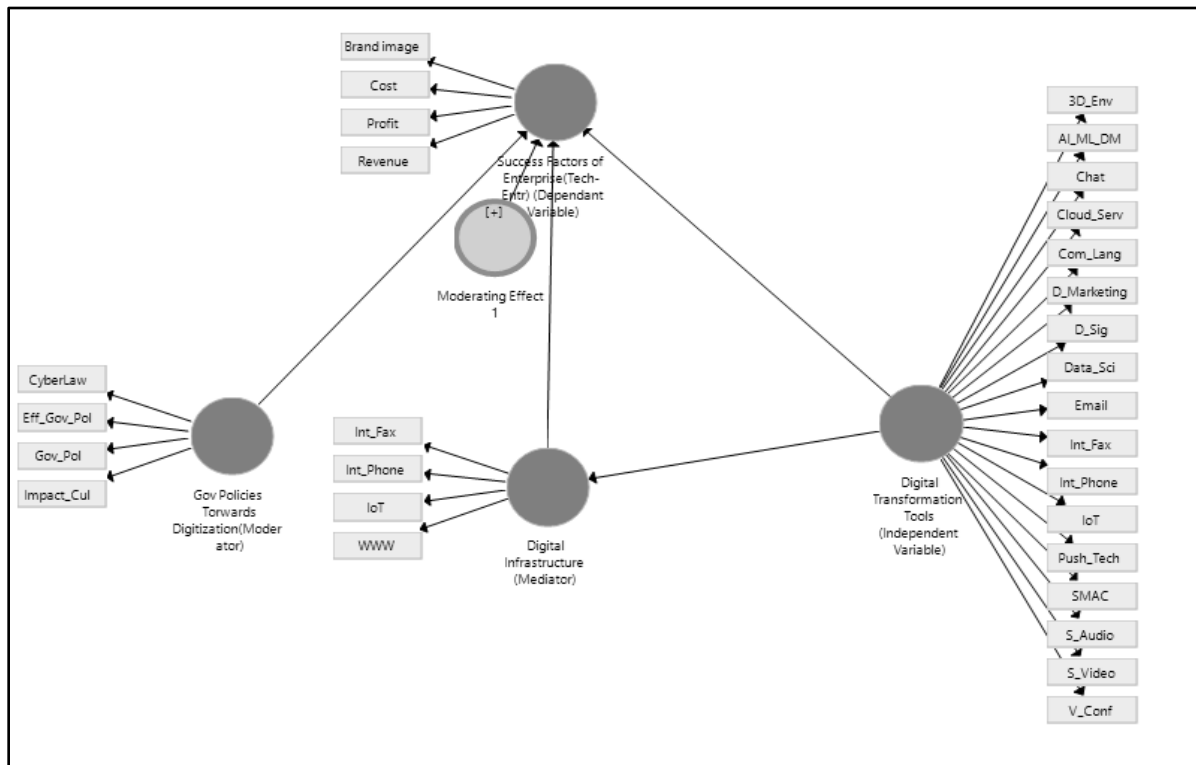 Brand image
Cost
Profit
Revenue
Success Factors of
Enterprise(Tech-
Entr) (Dependant
Variable)
[+]
Moderating Effect
1
CyberLaw
Eff_Gov_Pol
Gov_Pol
Impact_Cul
Gov Policies
Torwards
Digitization(Moder
ator)
Int_Fax
Int_Phone
IoT
WWW
Digital
Infrastructure
(Mediator)
Digital
Transformation
Tools
(Independent
Variable)
3D_Env
AI_ML_DM
Chat
Cloud_Serv
Com_Lang
D_Marketing
D_Sig
Data_Sci
Email
Int_Fax
Int_Phone
IoT
Push_Tech
SMAC
S_Audio
S_Video
V_Conf